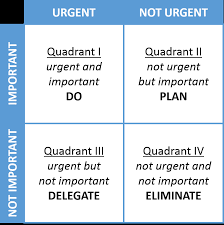 URGENT
NOT URGENT
IMPORTANT
Quadrant I
urgent and
important
DO
Quadrant II
not urgent
but important
PLAN
NOT IMPORTANT
Quadrant III
urgent but
not important
DELEGATE
Quadrant IV
not urgent and
not important
ELIMINATE